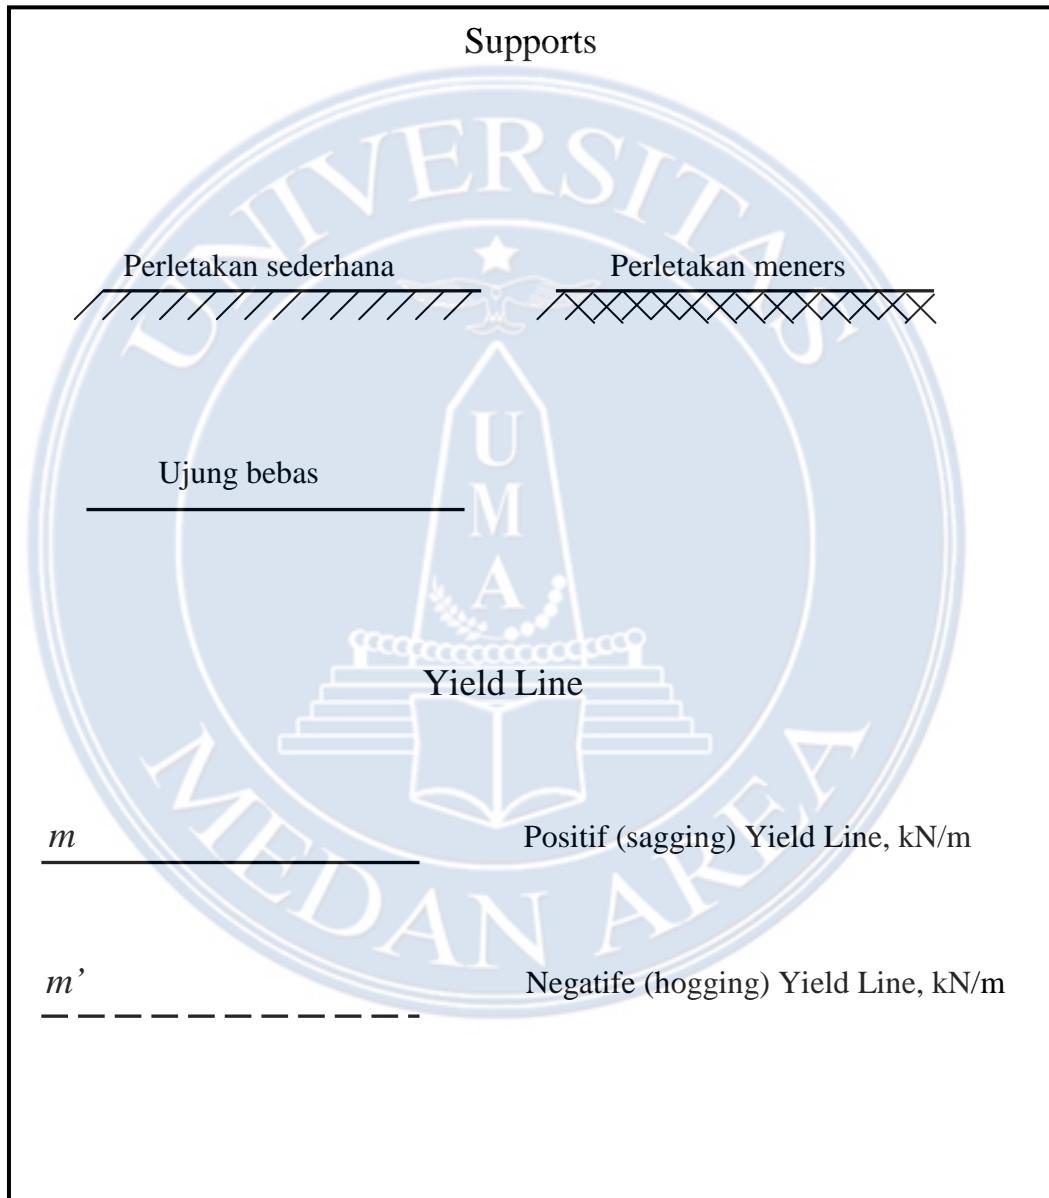 Supports
Perletakan sederhana
Perletakan meners
Ujung bebas
Yield Line
m
Positif (sagging) Yield Line, kN/m
m’
Negatife (hogging) Yield Line, kN/m
UNIVERSITAS
UMA
MEDAN AREA